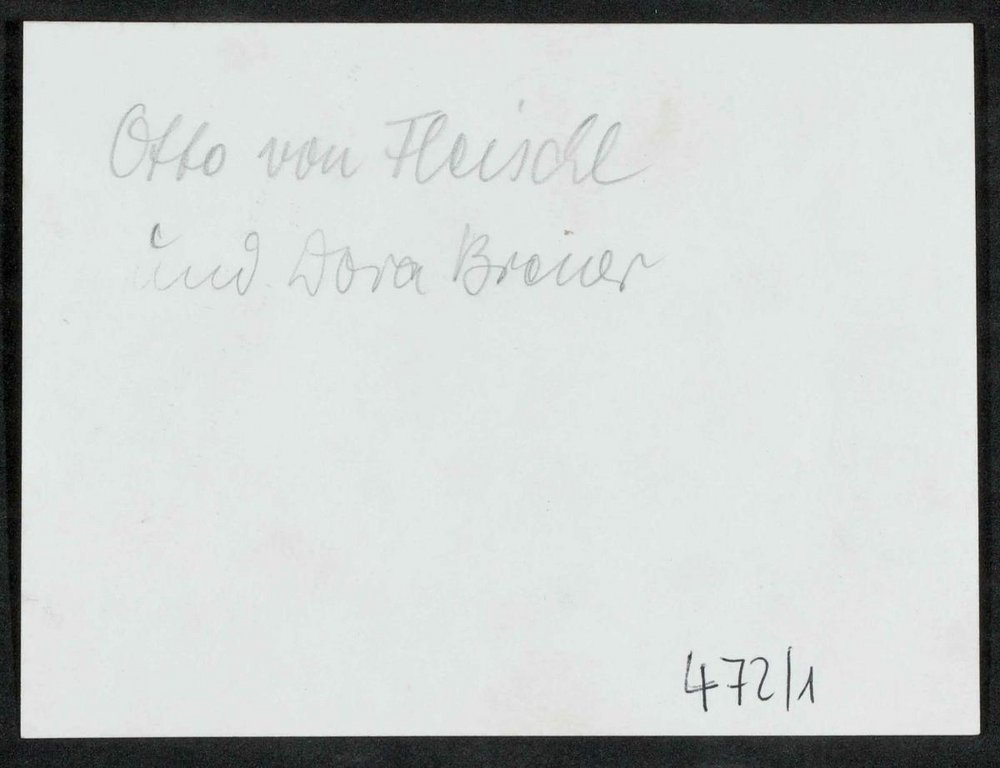 Otto von Fleischl
und Dora Breuer
472/1